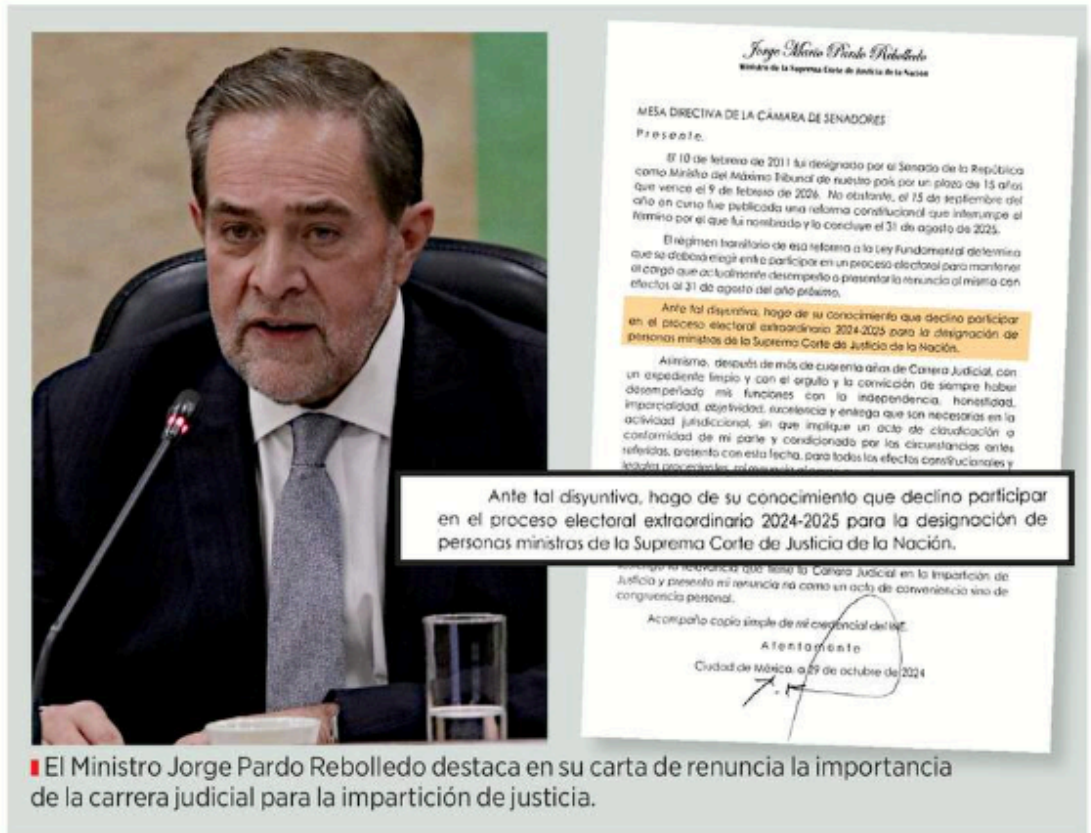 Jorge Mario Pardo Rebolledo
Ministro de la Suprema Corte de Justicia de la Nación
MESA DIRECTIVA DE LA CÁMARA DE SENADORES
Presente.
El 10 de febrero de 2011 fui designado por el Senado de la República
como Ministro del Máximo Tribunal de nuestro país por un plazo de 15 años
que vence el 9 de febrero de 2026. No obstante, el 15 de septiembre del
año en curso fue publicada una reforma constitucional que interrumpe el
término por el que fui nombrado y lo concluye el 31 de agosto de 2025.
El régimen transitorio de esa reforma a la Ley Fundamental determina
que se deberá elegir entre participar en un proceso electoral para mantener
el cargo que actualmente desempeño o presentar la renuncia al mismo con
efectos al 31 de agosto del año próximo.
Ante tal disyuntiva, hago de su conocimiento que declino participar
en el proceso electoral extraordinario 2024-2025 para la designación de
personas ministras de la Suprema Corte de Justicia de la Nación.
Asimismo, después de más de cuarenta años de Carrera Judicial, con
un expediente limpio y con el orgullo y la convicción de siempre haber
desempeñado mis funciones con la independencia, honestidad,
imparcialidad, objetividad, excelencia y entrega que son necesarias en la
actividad jurisdiccional, sin que implique un acto de claudicación o
conformidad de mi parte y condicionado por las circunstancias antes
referidas, presento con esta fecha, para todos los efectos constitucionales y
legales procedentes, mi renuncia al
Ante tal disyuntiva, hago de su conocimiento que declino participar
en el proceso electoral extraordinario 2024-2025 para la designación de
personas ministras de la Suprema Corte de Justicia de la Nación.
la relevancia que tiene la Carrera Judicial en la Impartición de
Justicia y presento mi renuncia no como un acto de conveniencia sino de
congruencia personal.
Acompaño copia simple de mi credencial del INE.
Atentamente
Ciudad de México, a 29 de octubre de 2024
El Ministro Jorge Pardo Rebolledo destaca en su carta de renuncia la importancia
de la carrera judicial para la impartición de justicia.